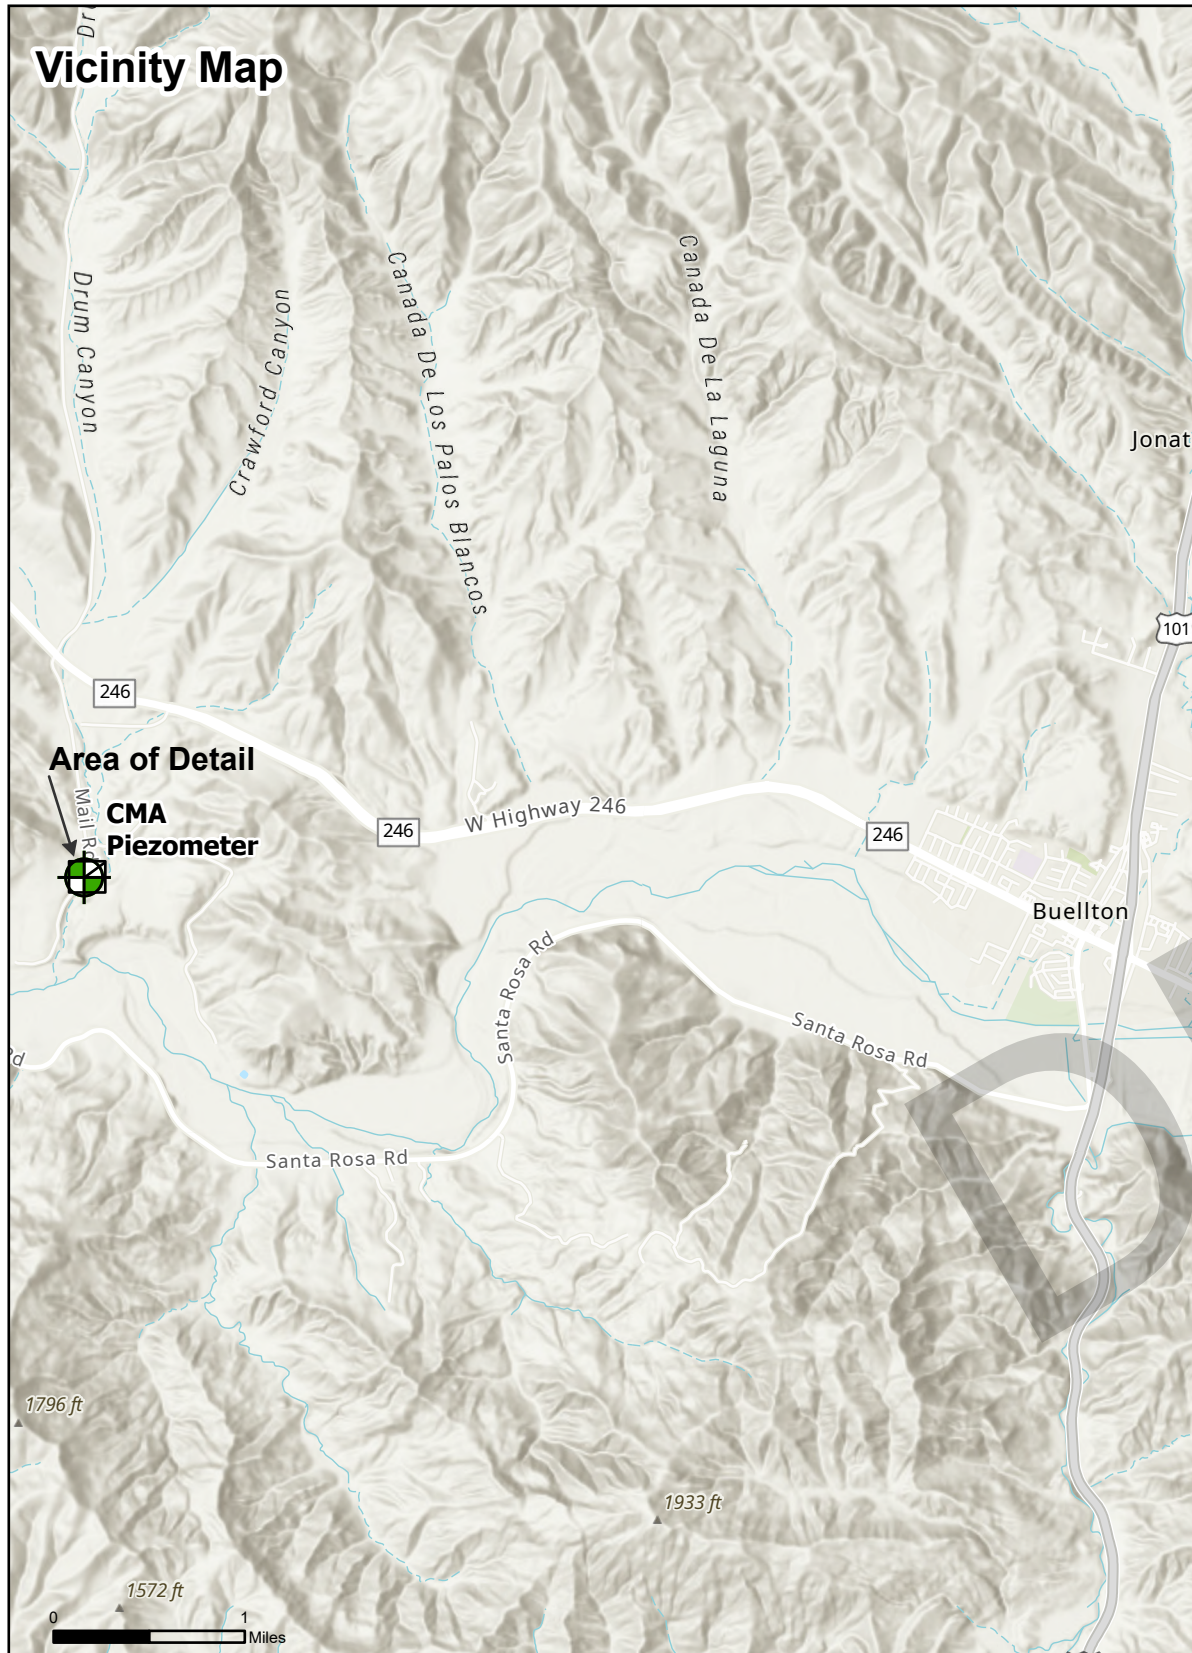 Vicinity Map
Drum Canyon
Crawford Canyon
Canada De Los Palos Blancos
Canada De La Laguna
Jonat
101
246
Area of Detail
Mail Rd
CMA
Piezometer
246
W Highway 246
246
Buellton
Santa Rosa Rd
Santa Rosa Rd
Rd
Santa Rosa Rd
1796 ft
1933 ft
1572 ft
0 1
Miles
D